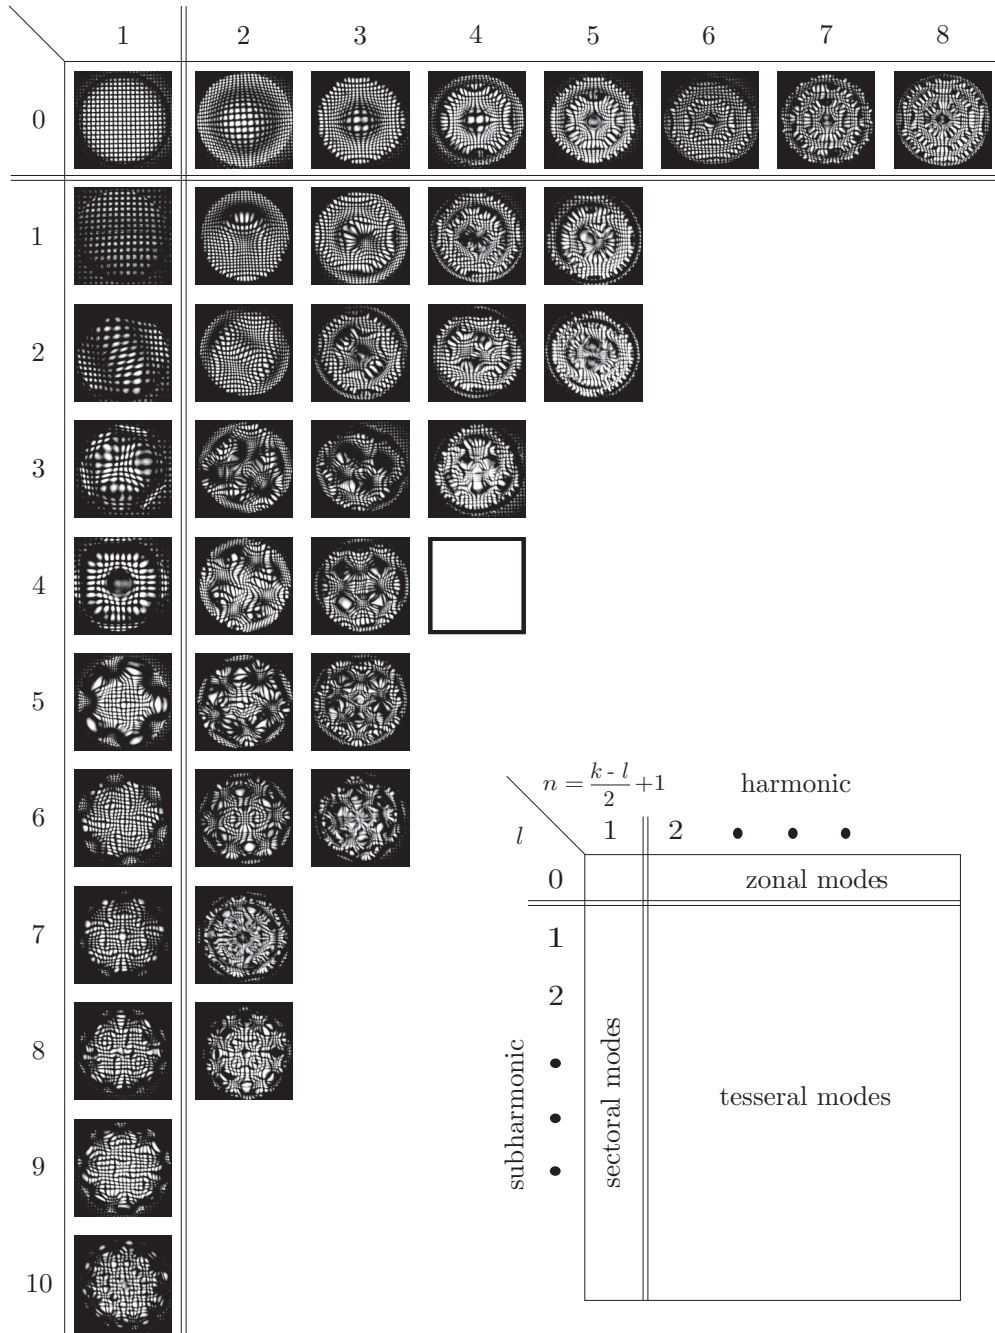 1 2 3 4 5 6 7 8
0
1
2
3
4
5
6
7
8
9
10
n = k - l / 2 + 1 harmonic
l 1 2
0 zonal modes
1
2
subharmonic
sectoral modes
tesseral modes